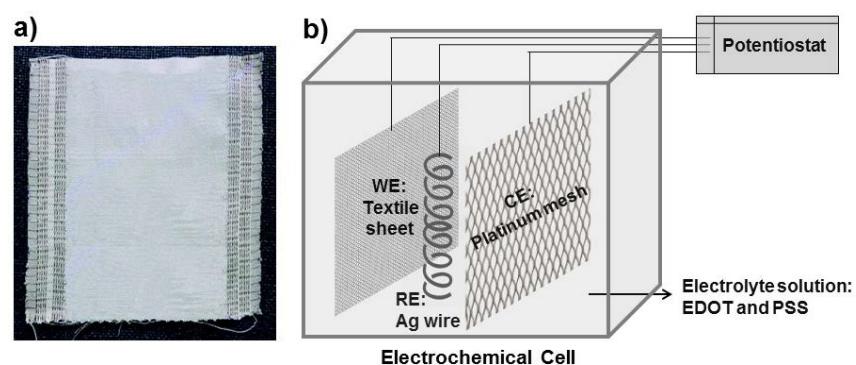 a)
b)
Potentiostat
WE:
Textile
sheet
CE:
Platinum mesh
RE:
Ag wire
Electrolyte solution:
EDOT and PSS
Electrochemical Cell